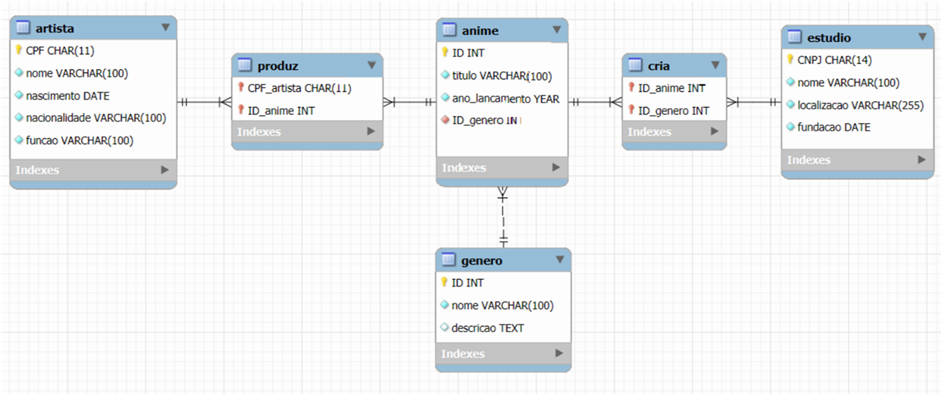 artista
CPF CHAR(11)
nome VARCHAR(100)
nascimento DATE
nacionalidade VARCHAR(100)
funcao VARCHAR(100)
Indexes
produz
CPF_artista CHAR(11)
ID_anime INT
Indexes
anime
ID INT
titulo VARCHAR(100)
ano_lancamento YEAR
ID_genero INT
Indexes
cria
ID_anime INT
ID_genero INT
Indexes
estudio
CNPJ CHAR(14)
nome VARCHAR(100)
localizacao VARCHAR(255)
fundacao DATE
Indexes
genero
ID INT
nome VARCHAR(100)
descricao TEXT
Indexes